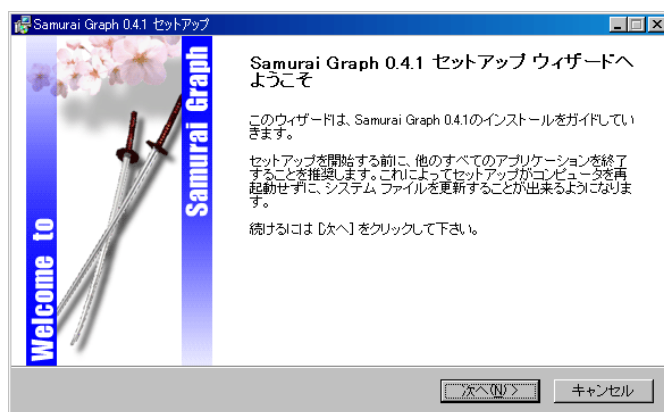 Samurai Graph 0.4.1 セットアップ
Welcome to
Samurai Graph
Samurai Graph 0.4.1 セットアップ ウィザードへ
ようこそ
このウィザードは、Samurai Graph 0.4.1のインストールをガイドしてい
きます。
セットアップを開始する前に、他のすべてのアプリケーションを終了
することを推奨します。これによってセットアップがコンピュータを再
起動せずに、システム ファイルを更新することが出来るようになりま
す。
続けるには [次へ] をクリックして下さい。
次へ(N) >
キャンセル